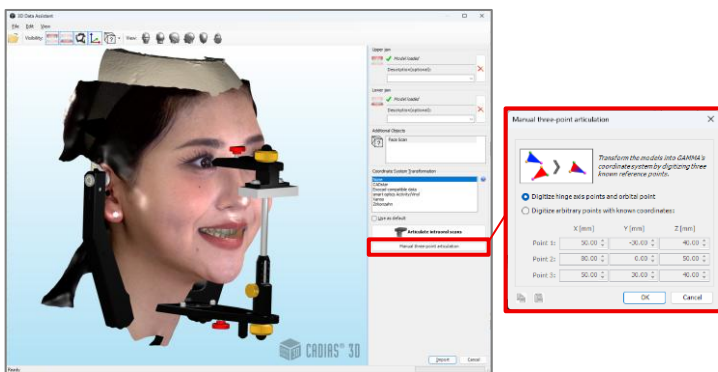 3D Data Assistant
File Edit View
Visibility: View:
Upper jaw
Model loaded
Description(optional):
Lower jaw
Model loaded
Description(optional):
Additional Objects
Face Scan
Coordinate System Transformation
None
Zirkonzahn
Use as default
Articulate intraoral scans
Manual three-point articulation
CADIAS® 3D
Import Cancel
Ready
Manual three-point articulation
Transform the models into GAMMA's
coordinate system by digitizing three
known reference points.
Digitize hinge axis points and orbital point
Digitize arbitrary points with known coordinates:
X [mm] Y [mm] Z [mm]
Point 1: 50.00 -30.00 40.00
Point 2: 80.00 0.00 50.00
Point 3: 50.00 30.00 40.00
OK Cancel